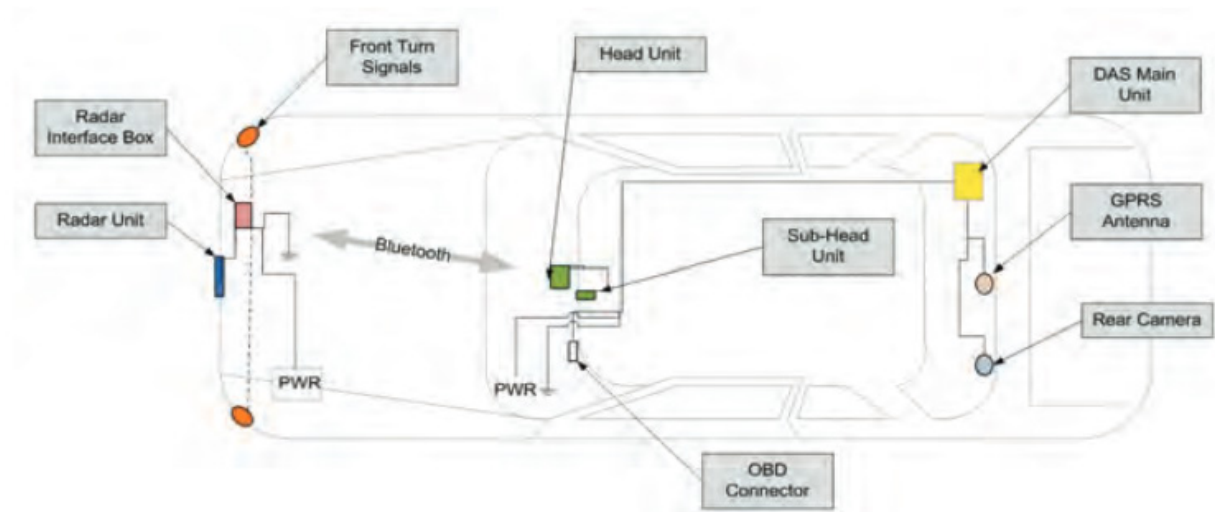 Front Turn
Signals
Head Unit
DAS Main
Unit
Radar
Interface Box
Radar Unit
GPRS
Antenna
Bluetooth
Sub-Head
Unit
Rear Camera
PWR
PWR
OBD
Connector